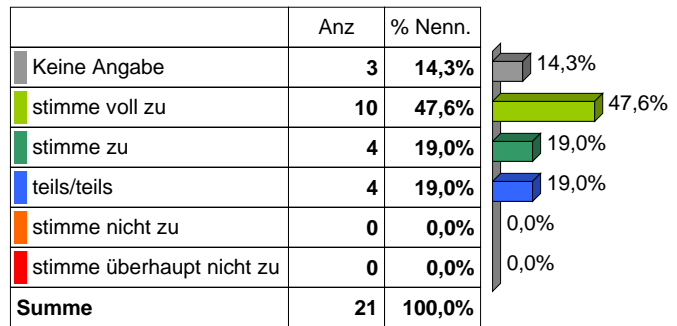 Anz % Nenn.
Keine Angabe 3 14,3% 14,3%
stimme voll zu 10 47,6% 47,6%
stimme zu 4 19,0% 19,0%
teils/teils 4 19,0% 19,0%
stimme nicht zu 0 0,0% 0,0%
stimme überhaupt nicht zu 0 0,0% 0,0%
Summe 21 100,0%